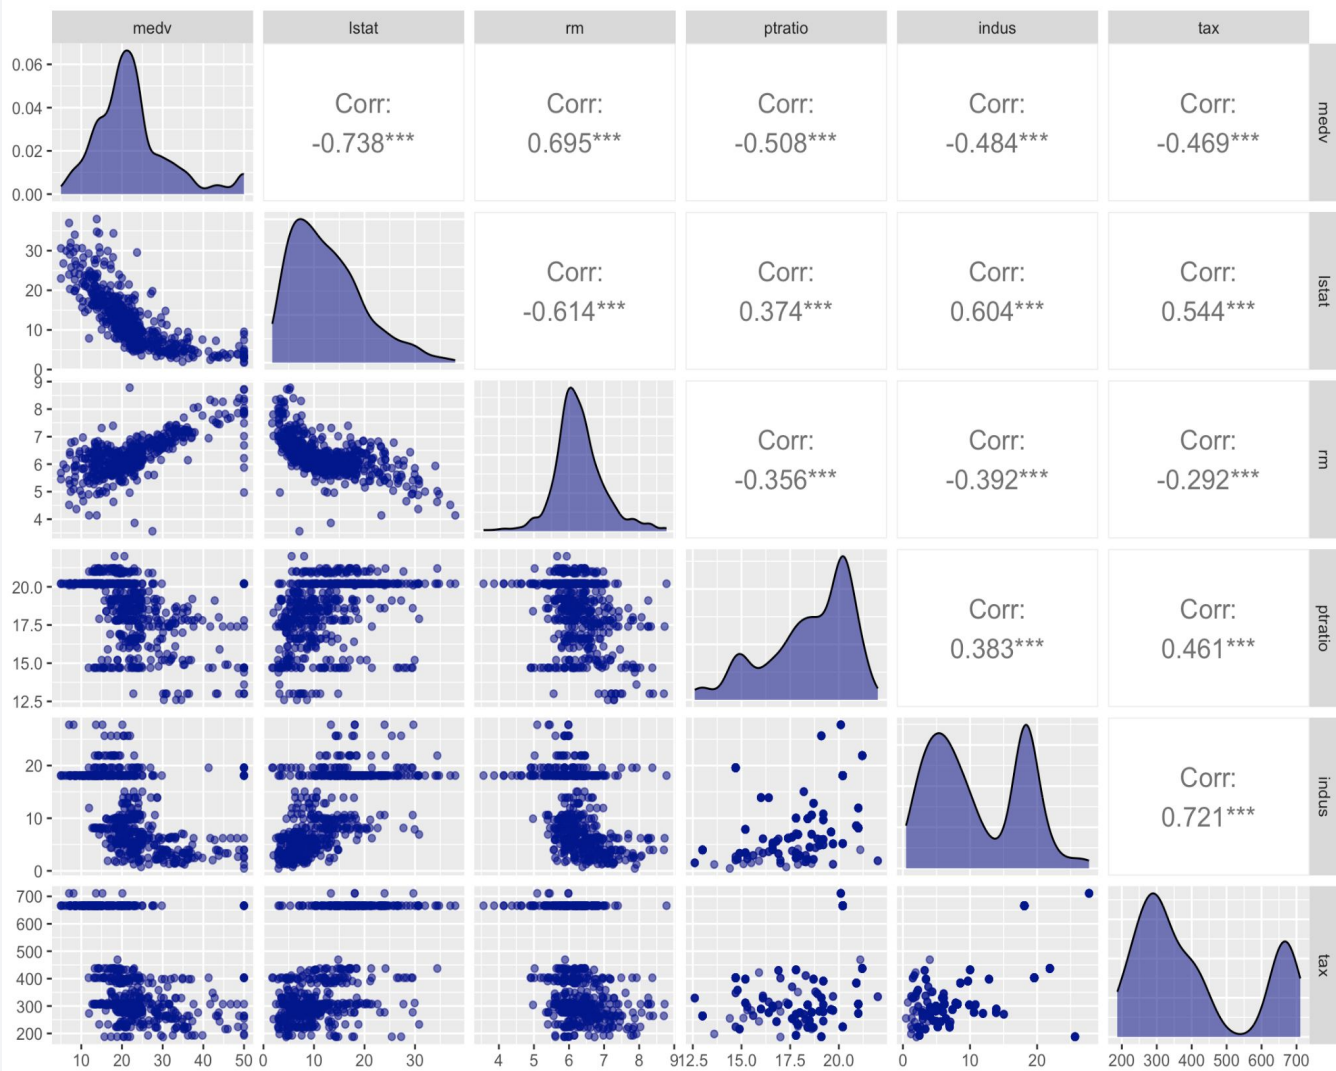 medv lstat rm ptratio indus tax
0.06
0.04
0.02
0.00
Corr:
-0.738***
Corr:
0.695***
Corr:
-0.508***
Corr:
-0.484***
Corr:
-0.469***
medv
30
20
10
0
Corr:
-0.614***
Corr:
0.374***
Corr:
0.604***
Corr:
0.544***
lstat
9
8
7
6
5
4
Corr:
-0.356***
Corr:
-0.392***
Corr:
-0.292***
rm
20.0
17.5
15.0
12.5
Corr:
0.383***
Corr:
0.461***
ptratio
20
10
0
Corr:
0.721***
indus
700
600
500
400
300
200
tax
10 20 30 40 50 0 10 20 30 4 5 6 7 8 9 12.5 15.0 17.5 20.0 0 10 20 200 300 400 500 600 700